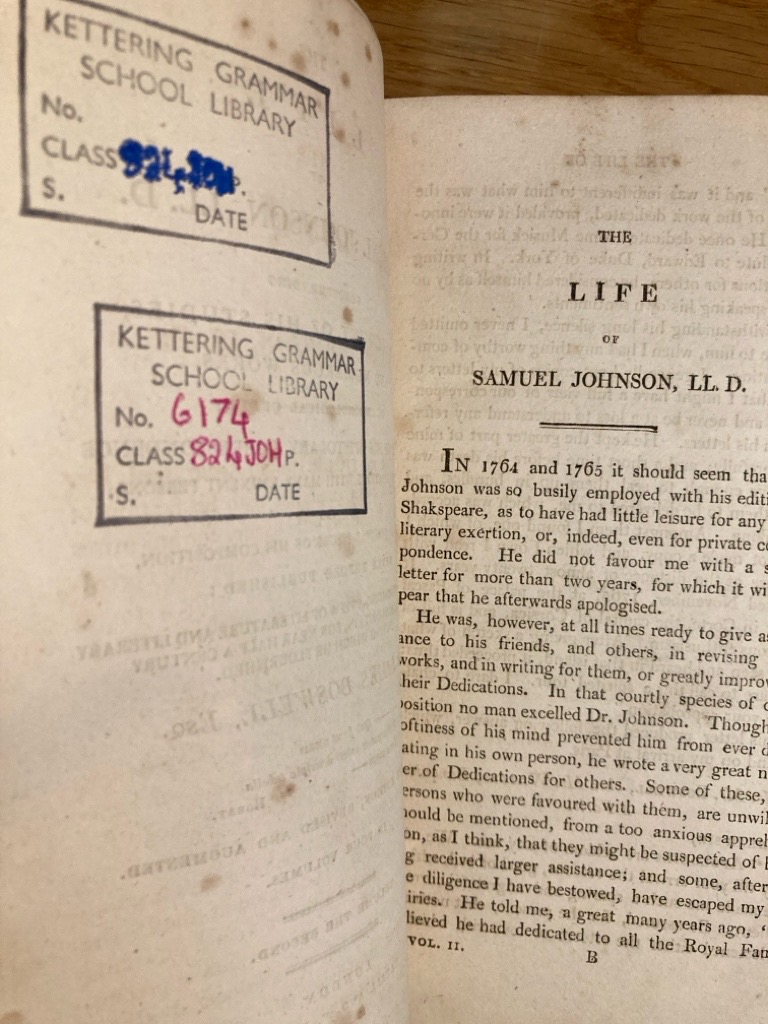 KETTERING GRAMMAR
SCHOOL LIBRARY
No.
CLASS 824 JOH P.
S.
DATE
KETTERING GRAMMAR
SCHOOL LIBRARY
No. 6174
CLASS 824 JOH P.
S. DATE
THE
LIFE
OF
SAMUEL JOHNSON, LL. D.
IN 1764 and 1765 it should seem tha
Johnson was so busily employed with his editi
Shakspeare, as to have had little leisure for any
literary exertion, or, indeed, even for private co
pondence. He did not favour me with a s
letter for more than two years, for which it wi
pear that he afterwards apologised.
He was, however, at all times ready to give as
ance to his friends, and others, in revising
works, and in writing for them, or greatly improv
heir Dedications. In that courtly species of c
position no man excelled Dr. Johnson. Though
oftiness of his mind prevented him from ever d
ating in his own person, he wrote a very great n
er of Dedications for others. Some of these,
ersons who were favoured with them, are unwil
hould be mentioned, from a too anxious appreh
on, as I think, that they might be suspected of
g received larger assistance; and some, after
e diligence I have bestowed, have escaped my
iries. He told me, a great many years ago, '
lieved he had dedicated to all the Royal Fam
VOL. II.
B